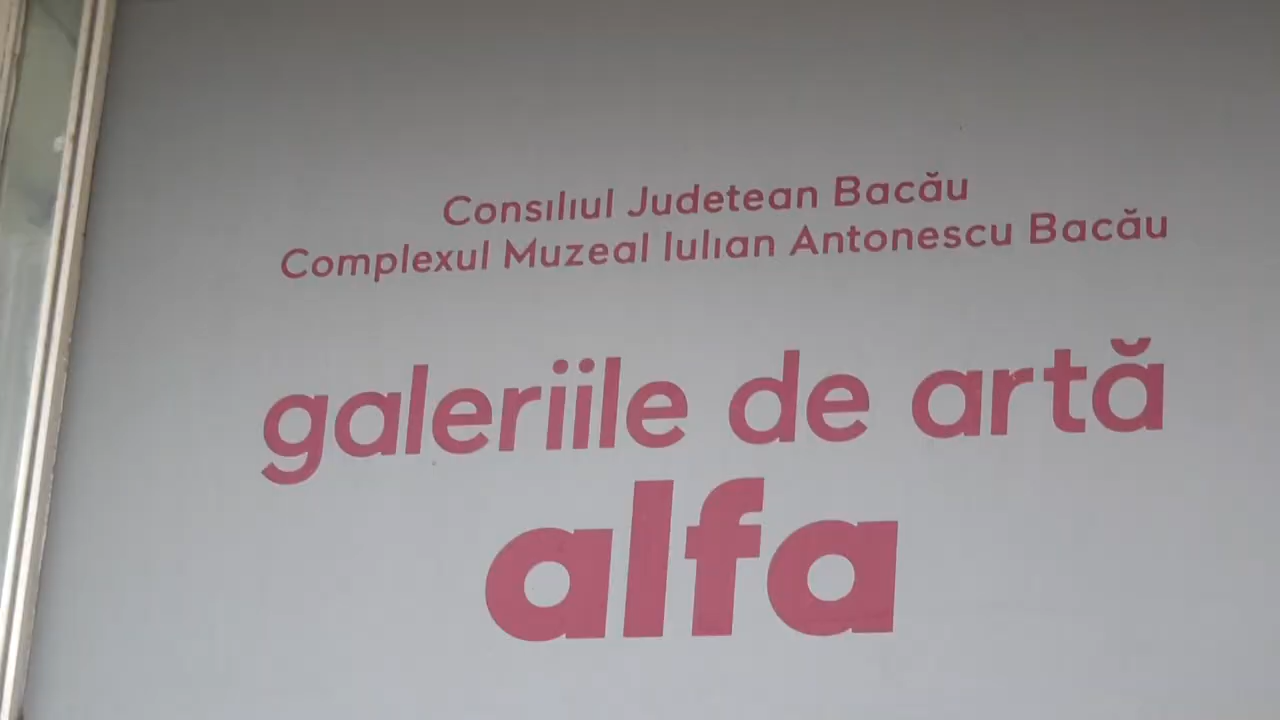 Consiliul Judetean Bacău
Complexul Muzeal Iulian Antonescu Bacău
galeriile de artă
alfa